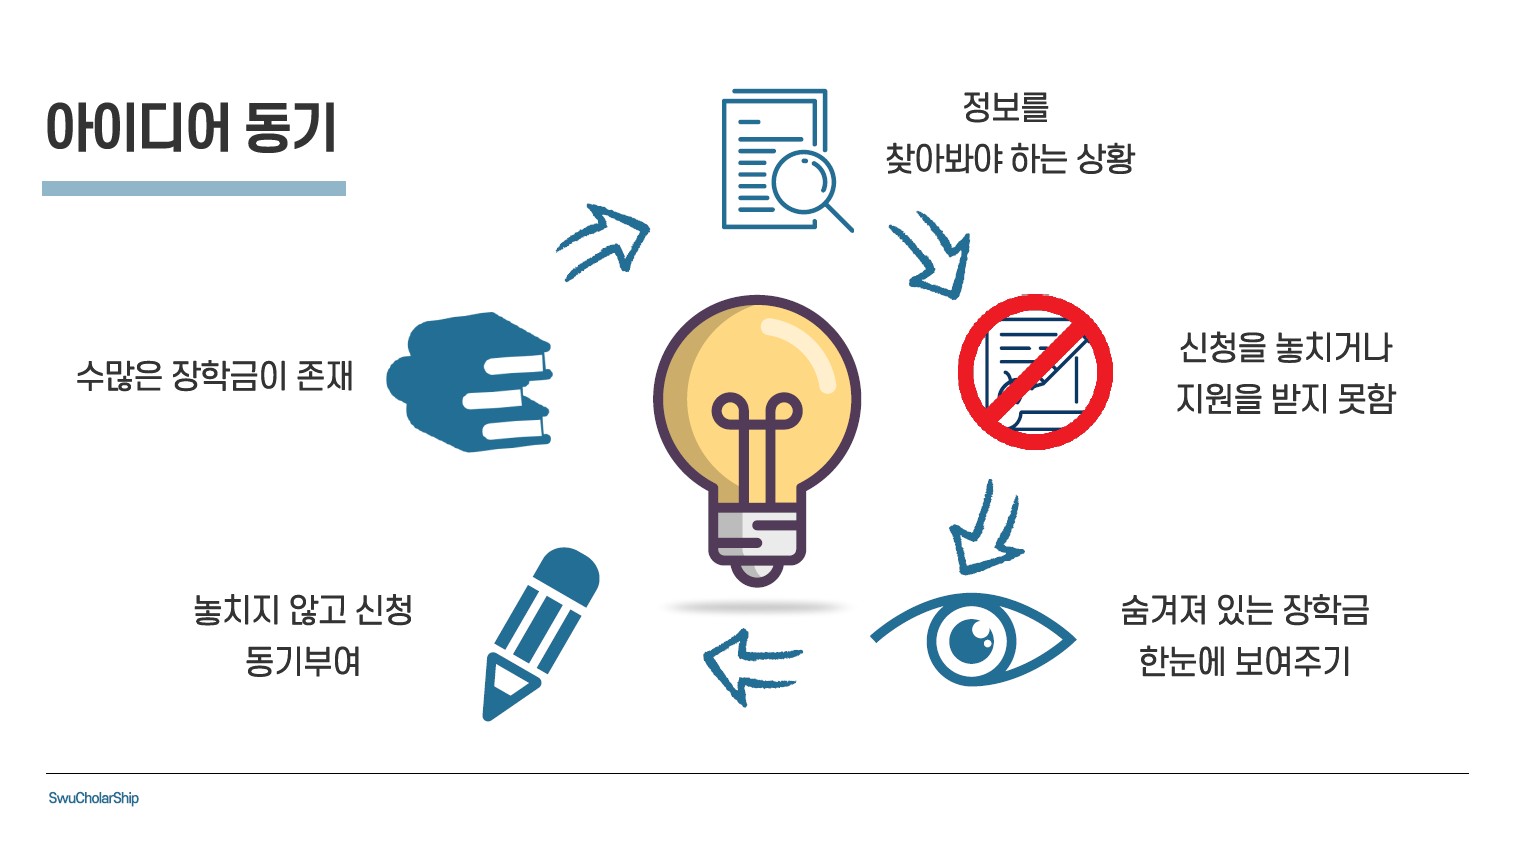 아이디어 동기
정보를
찾아봐야 하는 상황
수많은 장학금이 존재
신청을 놓치거나
지원을 받지 못함
놓치지 않고 신청
동기부여
숨겨져 있는 장학금
한눈에 보여주기
SwuCholarShip